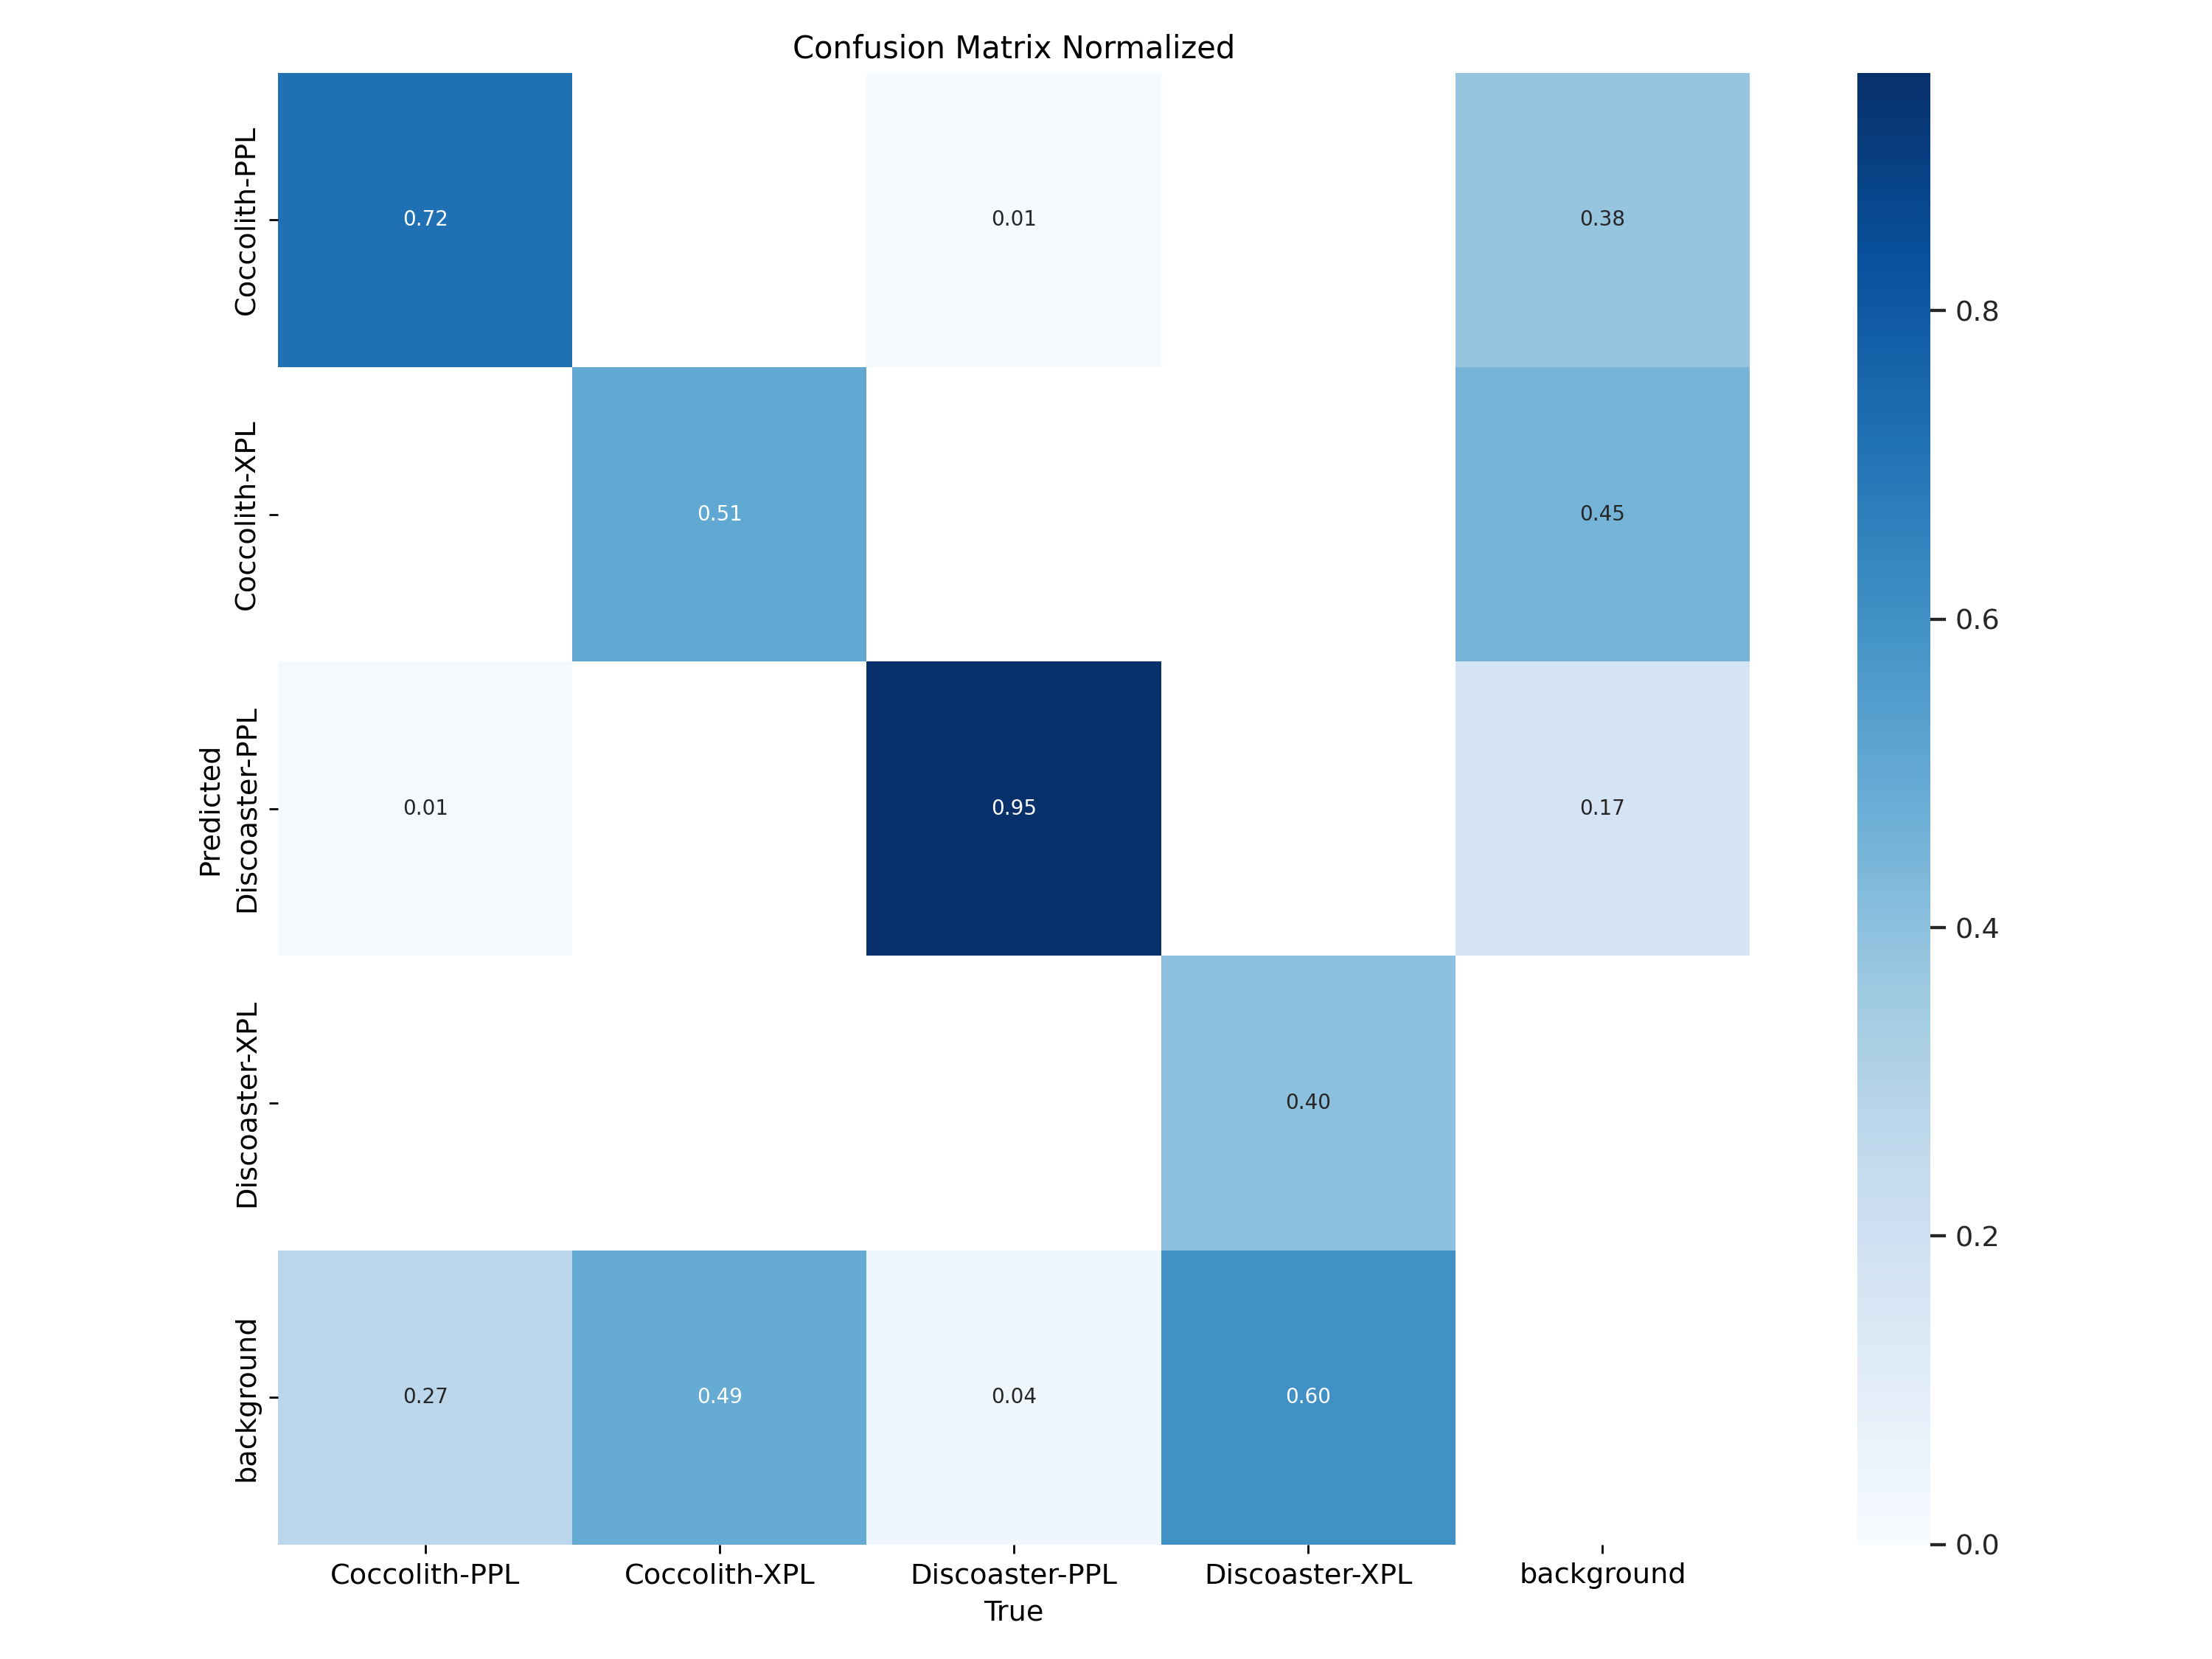 Confusion Matrix Normalized
Predicted
Coccolith-PPL
0.72
0.01
0.38
Coccolith-XPL
0.51
0.45
Discoaster-PPL
0.01
0.95
0.17
Discoaster-XPL
0.40
background
0.27
0.49
0.04
0.60
Coccolith-PPL
Coccolith-XPL
Discoaster-PPL
Discoaster-XPL
background
True
0.8
0.6
0.4
0.2
0.0